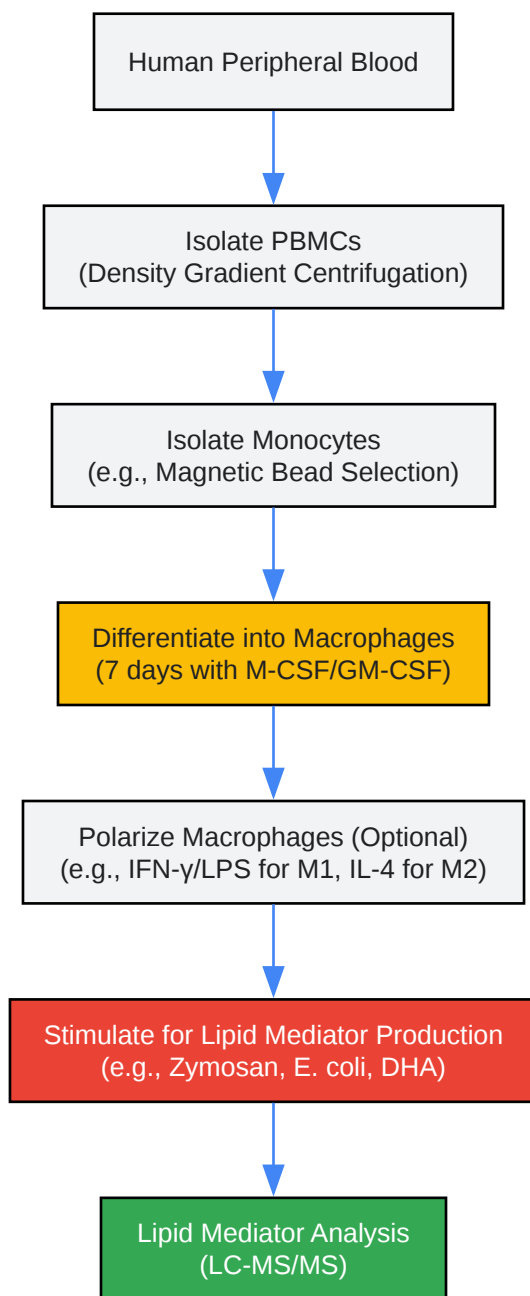 Human Peripheral Blood
Isolate PBMCs
(Density Gradient Centrifugation)
Isolate Monocytes
(e.g., Magnetic Bead Selection)
Differentiate into Macrophages
(7 days with M-CSF/GM-CSF)
Polarize Macrophages (Optional)
(e.g., IFN-γ/LPS for M1, IL-4 for M2)
Stimulate for Lipid Mediator Production
(e.g., Zymosan, E. coli, DHA)
Lipid Mediator Analysis
(LC-MS/MS)